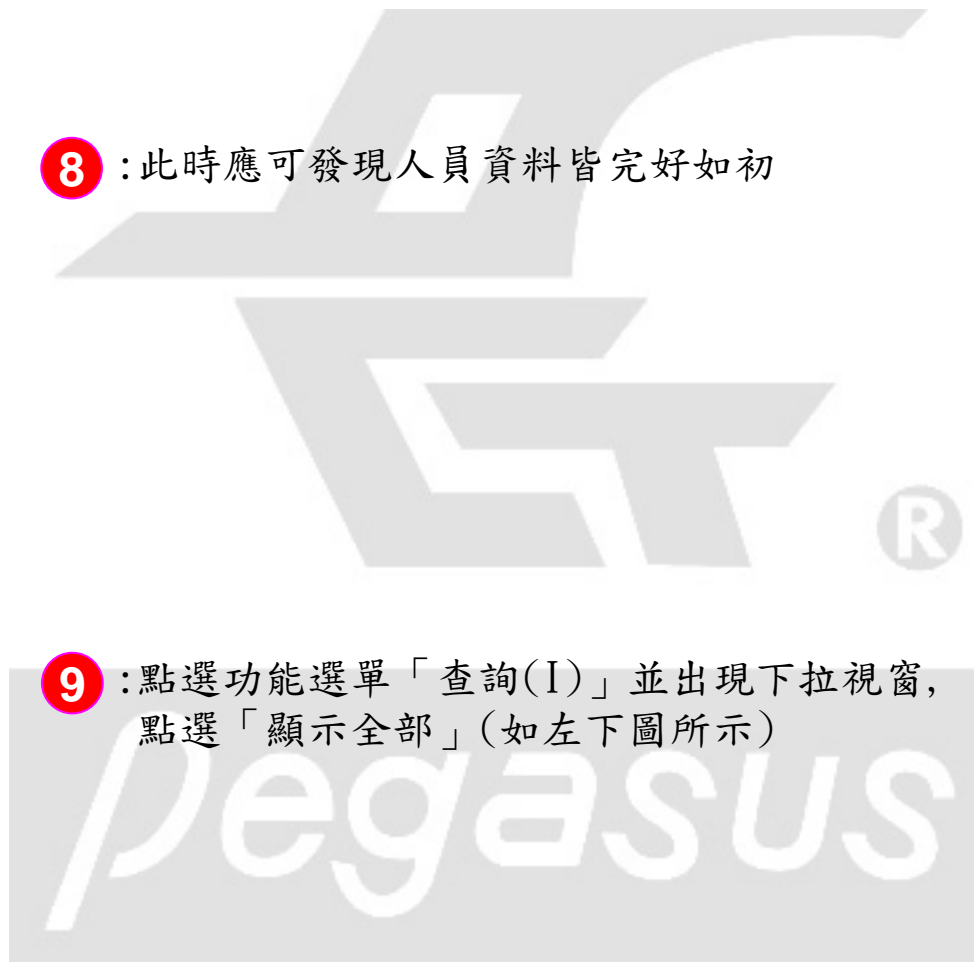 8:此時應可發現人員資料皆完好如初
®
9:點選功能選單「查詢(I)」並出現下拉視窗,
點選「顯示全部」(如左下圖所示)
pegasus